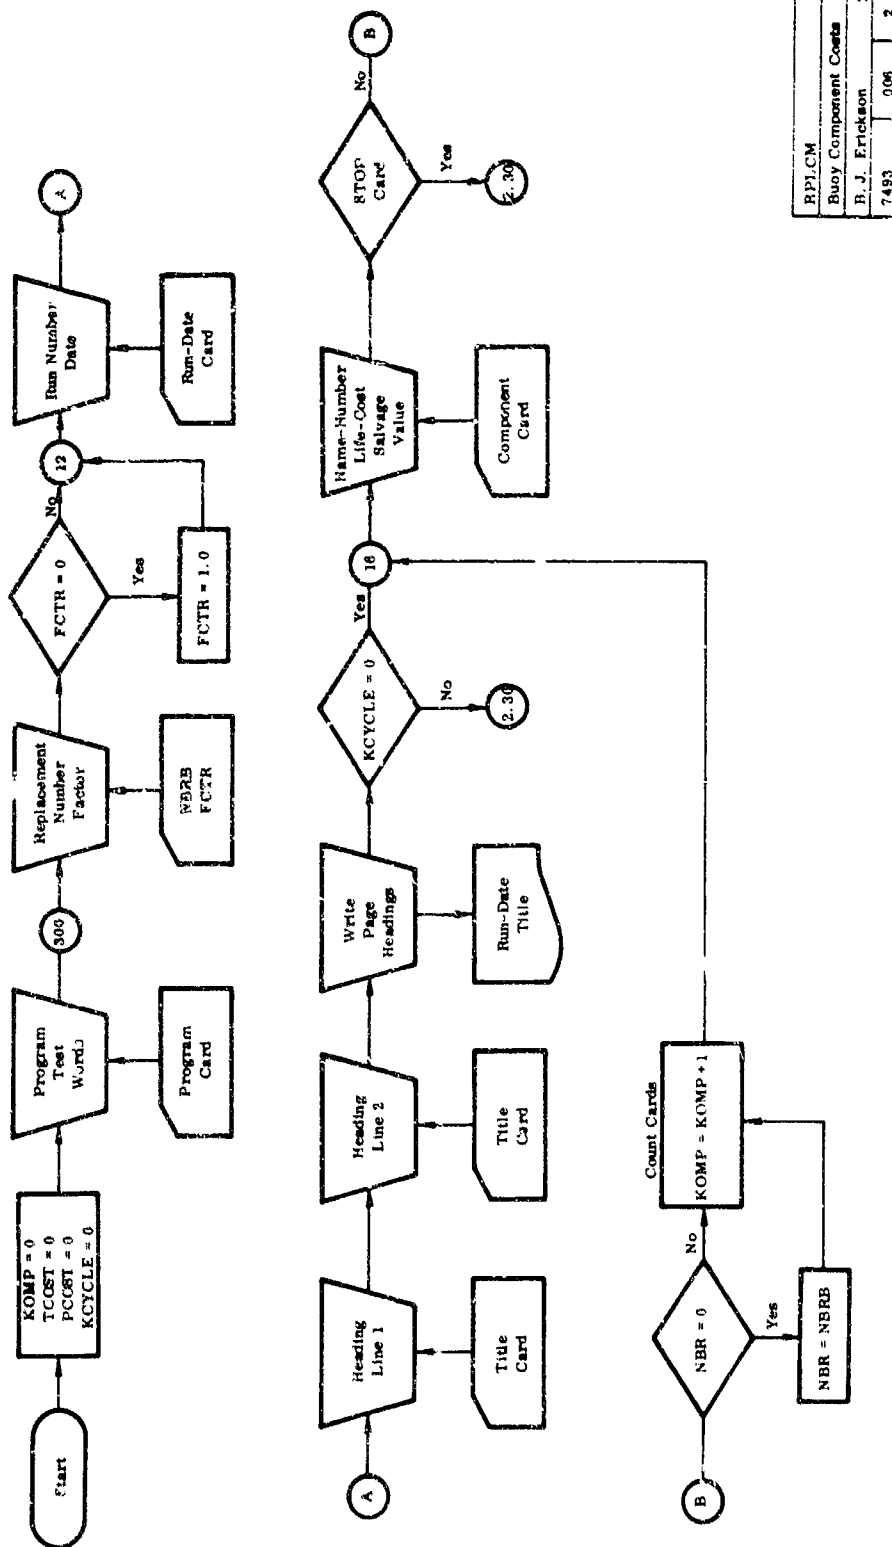 Start
KOMP = 0
TCOST = 0
PCOST = 0
KCYCLE = 0
Program
Test
Words
Program
Card
300
Replacement
Number
Factor
NBRB
FCTR
FCTR = 0
No
Yes
FCTR = 1.0
12
Run Number
Date
Run-Date
Card
A
A
Heading
Line 1
Title
Card
Heading
Line 2
Title
Card
Write
Page
Headings
Run-Date
Title
KCYCLE = 0
Yes
No
2.30
16
Name-Number
Life-Cost
Salvage
Value
Component
Card
STOP
Card
No
Yes
2.30
B
B
NBR = 0
No
Yes
NBR = NBRB
Count Cards
KOMP = KOMP+1
RPLCM
Buoy Component Costs
B. J. Erickson
7493 006 2